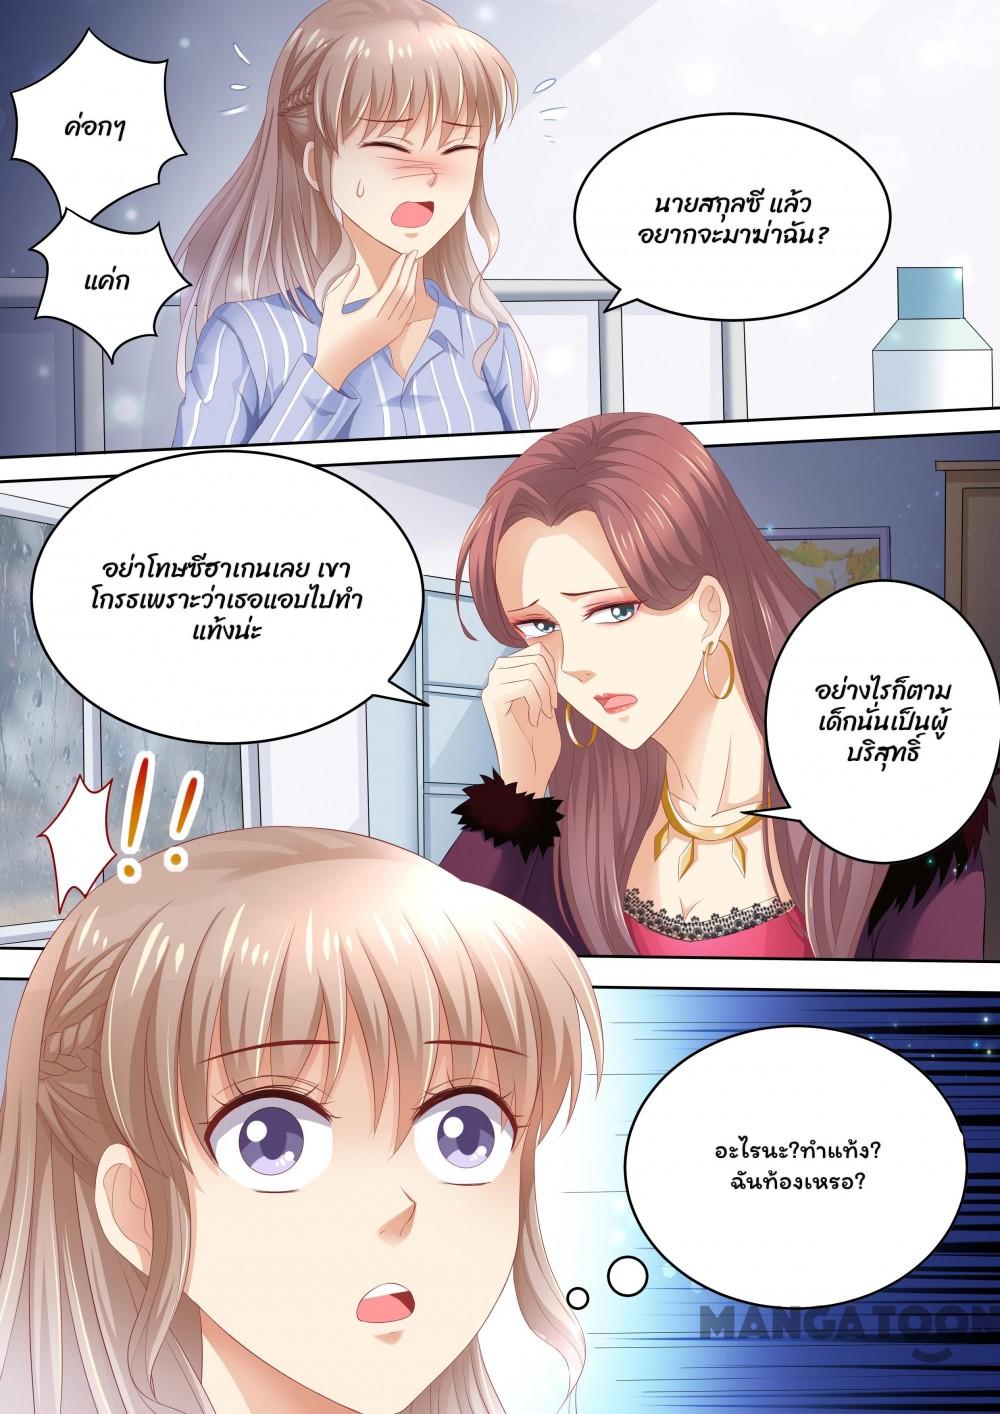 ค่อกๆ
แค่ก
นายสกุลซี แล้ว
อยากจะมาฆ่าฉัน?
อย่าโทษซีฮาเกนเลย เขา
โกรธเพราะว่าเธอแอบไปทำ
แท้งน่ะ
อย่างไรก็ตาม
เด็กนั่นเป็นผู้
บริสุทธิ์
!!
อะไรนะ?ทำแท้ง?
ฉันท้องเหรอ?
MANGATOON